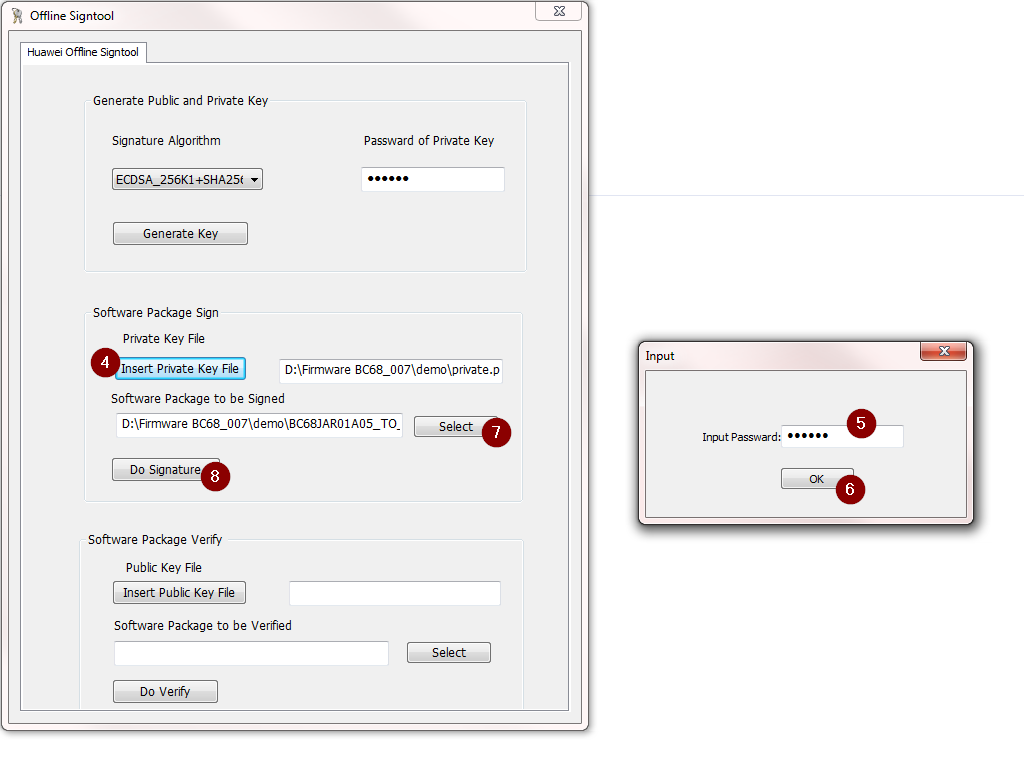 Offline Signtool
Huawei Offline Signtool
Generate Public and Private Key
Signature Algorithm
Passward of Private Key
ECDSA_256K1+SHA256
••••••
Generate Key
Software Package Sign
Private Key File
4
Insert Private Key File
D:\Firmware BC68_007\demo\private.p
Software Package to be Signed
D:\Firmware BC68_007\demo\BC68JAR01A05_TO_
Select
7
Do Signature
8
Software Package Verify
Public Key File
Insert Public Key File
Software Package to be Verified
Select
Do Verify
Input
Input Password:
••••••
5
OK
6